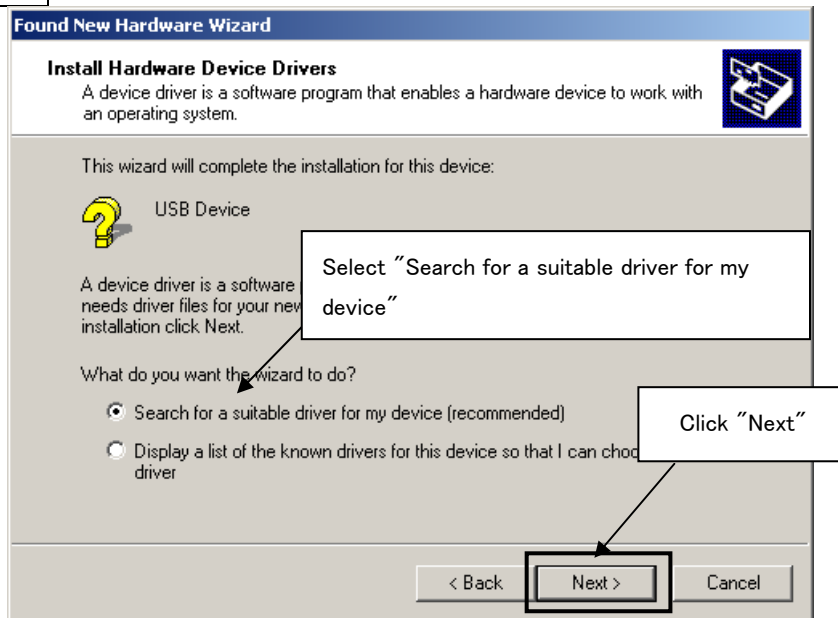 Found New Hardware Wizard
Install Hardware Device Drivers
A device driver is a software program that enables a hardware device to work with
an operating system.
This wizard will complete the installation for this device:
USB Device
Select "Search for a suitable driver for my
device"
A device driver is a software
needs driver files for your new
installation click Next.
What do you want the wizard to do?
Search for a suitable driver for my device (recommended)
Click "Next"
Display a list of the known drivers for this device so that I can
driver
< Back
Next >
Cancel